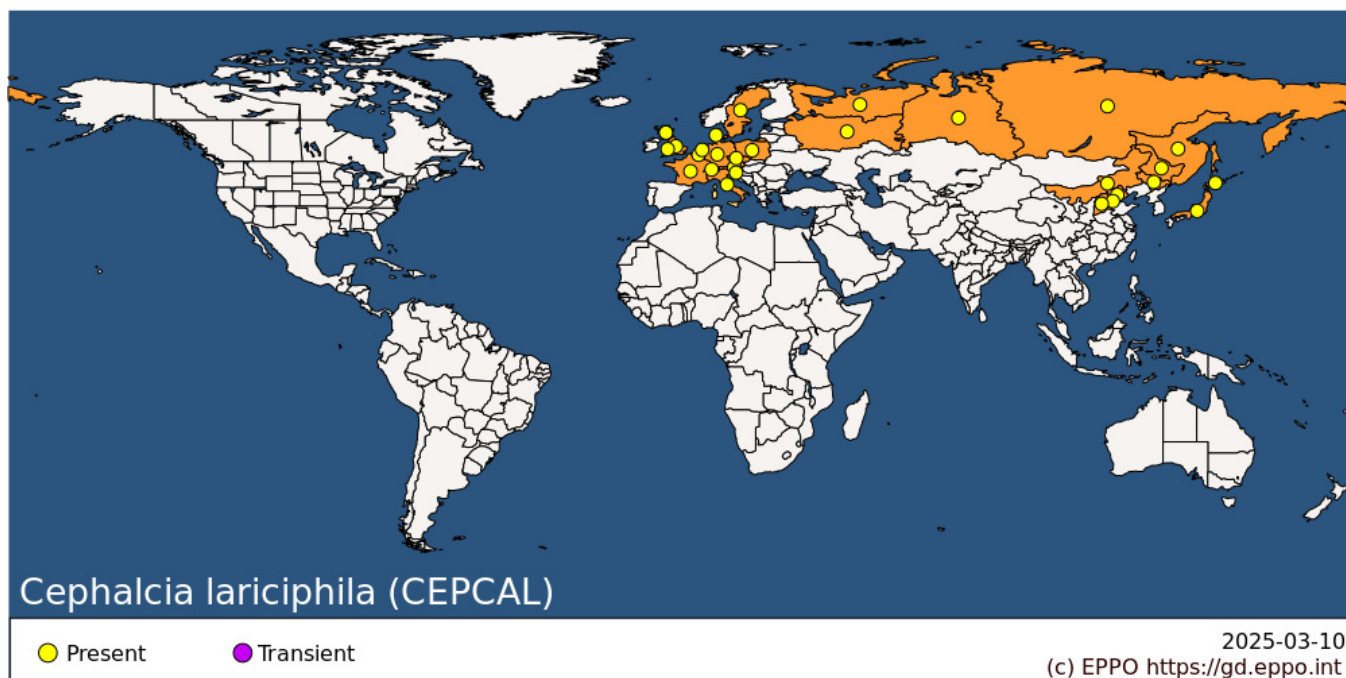 Cephalcia lariciphila (CEPCAL)
Present
Transient
2025-03-10
(c) EPPO https://gd.eppo.int